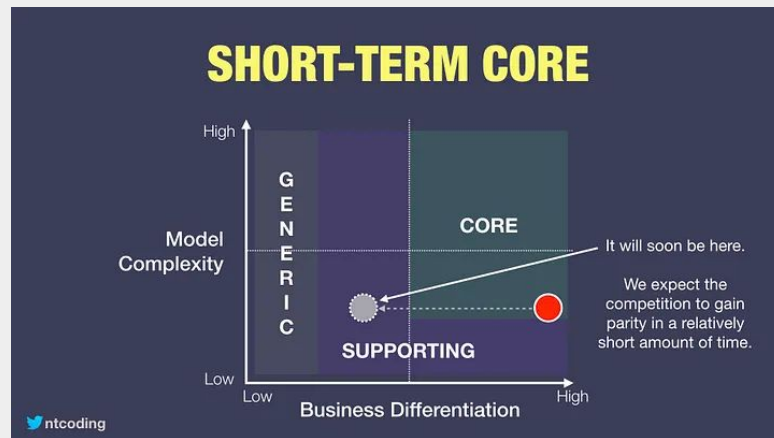 SHORT-TERM CORE
High
GENERIC
CORE
Model
Complexity
It will soon be here.
We expect the
competition to gain
parity in a relatively
short amount of time.
SUPPORTING
Low
Low
High
Business Differentiation
ntcoding